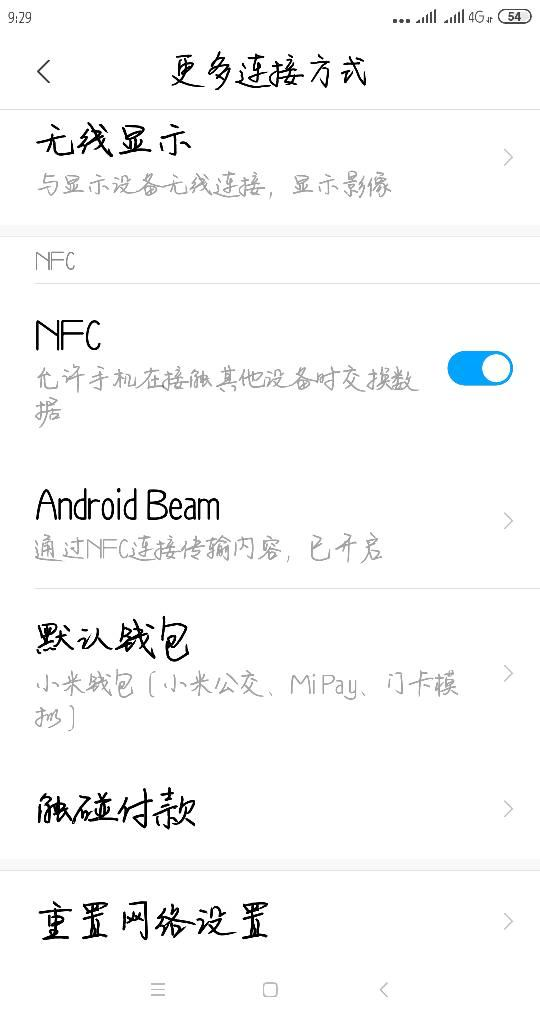 9:29
4G
54
更多连接方式
无线显示
与显示设备无线连接，显示影像
NFC
NFC
允许手机在接触其他设备时交换数
据
Android Beam
通过NFC连接传输内容，已开启
默认钱包
小米钱包（小米公交、Mi Pay、门卡模
拟）
触碰付款
重置网络设置